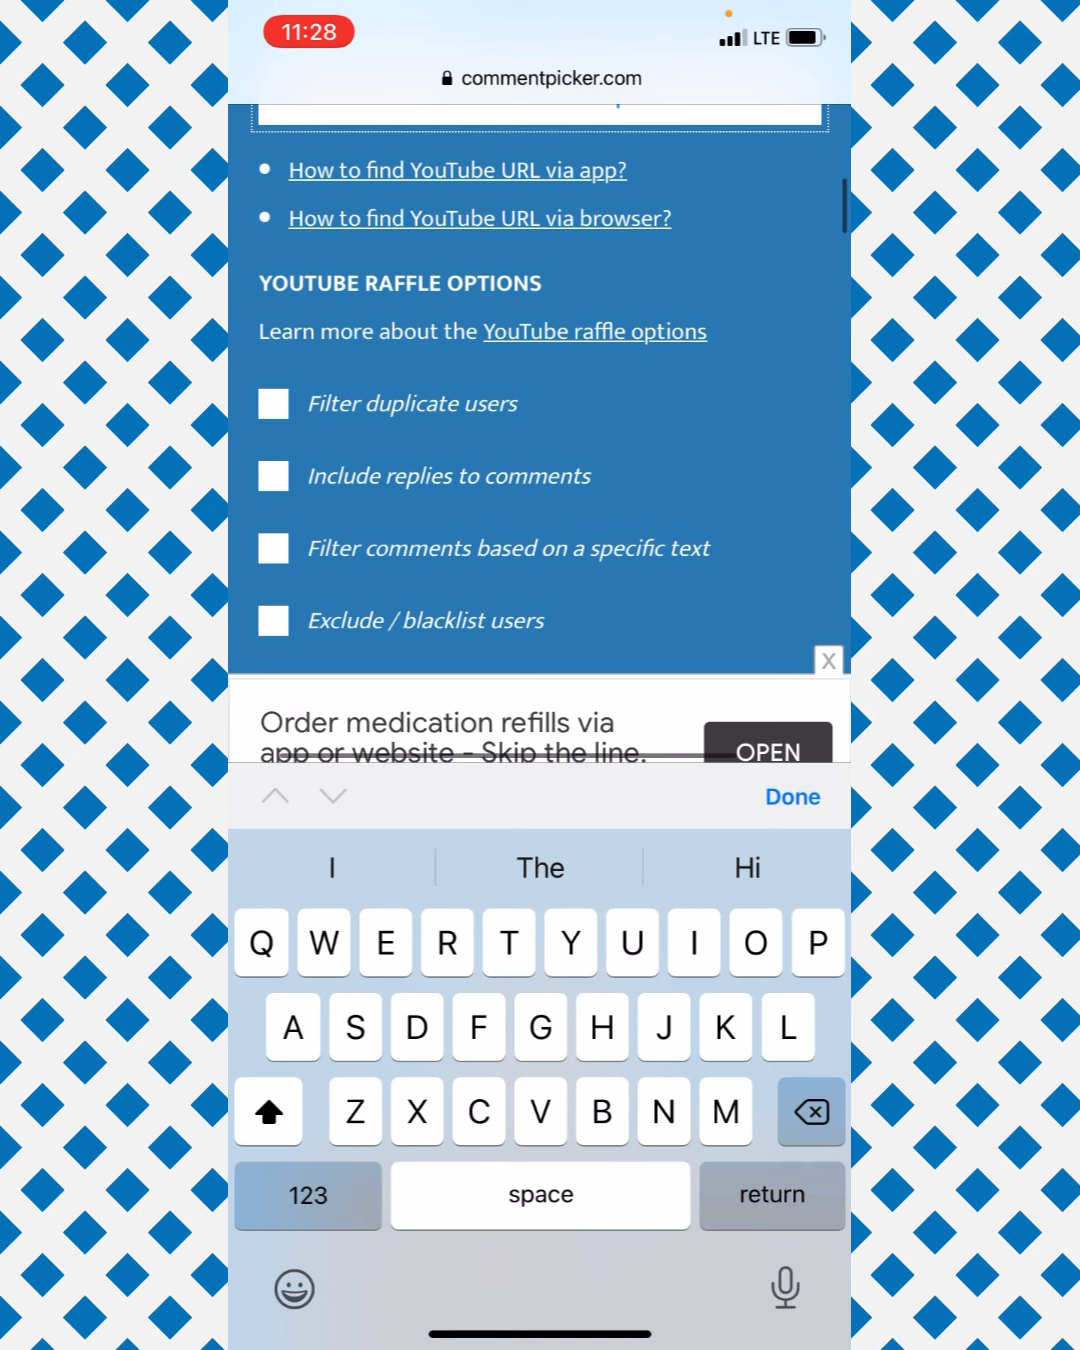 11:28
LTE
commentpicker.com
How to find YouTube URL via app?
How to find YouTube URL via browser?
YOUTUBE RAFFLE OPTIONS
Learn more about the YouTube raffle options
Filter duplicate users
Include replies to comments
Filter comments based on a specific text
Exclude / blacklist users
X
Order medication refills via
app or website - Skip the line.
OPEN
Done
I The Hi
Q W E R T Y U I O P
A S D F G H J K L
Z X C V B N M
123 space return